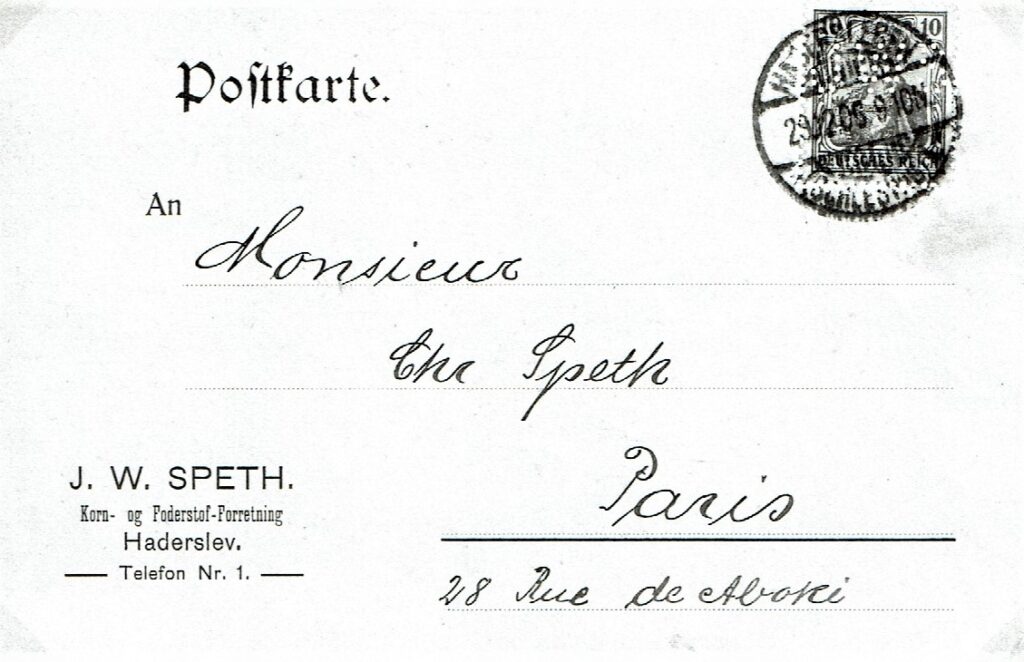 Postkarte.
10
DEUTSCHES REICH
An
Monsieur
Chr Speth
Paris
28 Rue de Aboki
J. W. SPETH.
Korn- og Foderstof-Forretning
Haderslev.
Telefon Nr. 1.